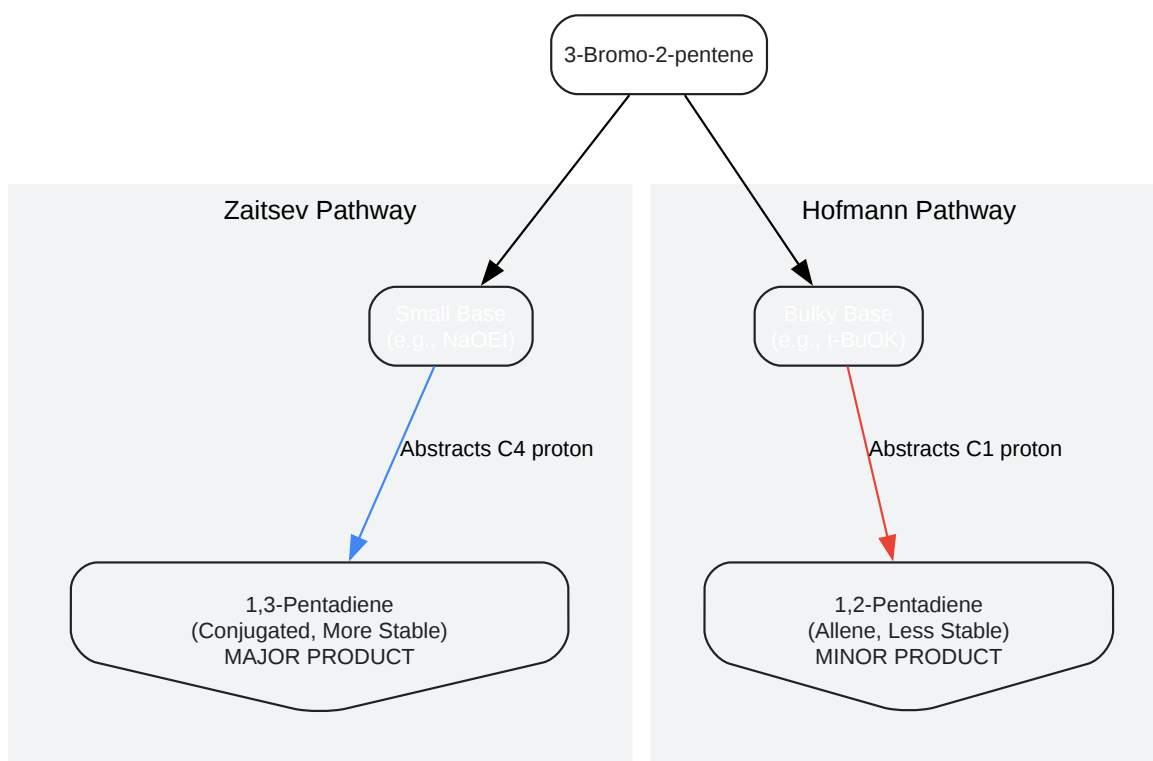 3-Bromo-2-pentene
Zaitsev Pathway
Hofmann Pathway
Small Base
(e.g., NaOEt)
Bulky Base
(e.g., t-BuOK)
Abstracts C4 proton
Abstracts C1 proton
1,3-Pentadiene
(Conjugated, More Stable)
MAJOR PRODUCT
1,2-Pentadiene
(Allene, Less Stable)
MINOR PRODUCT